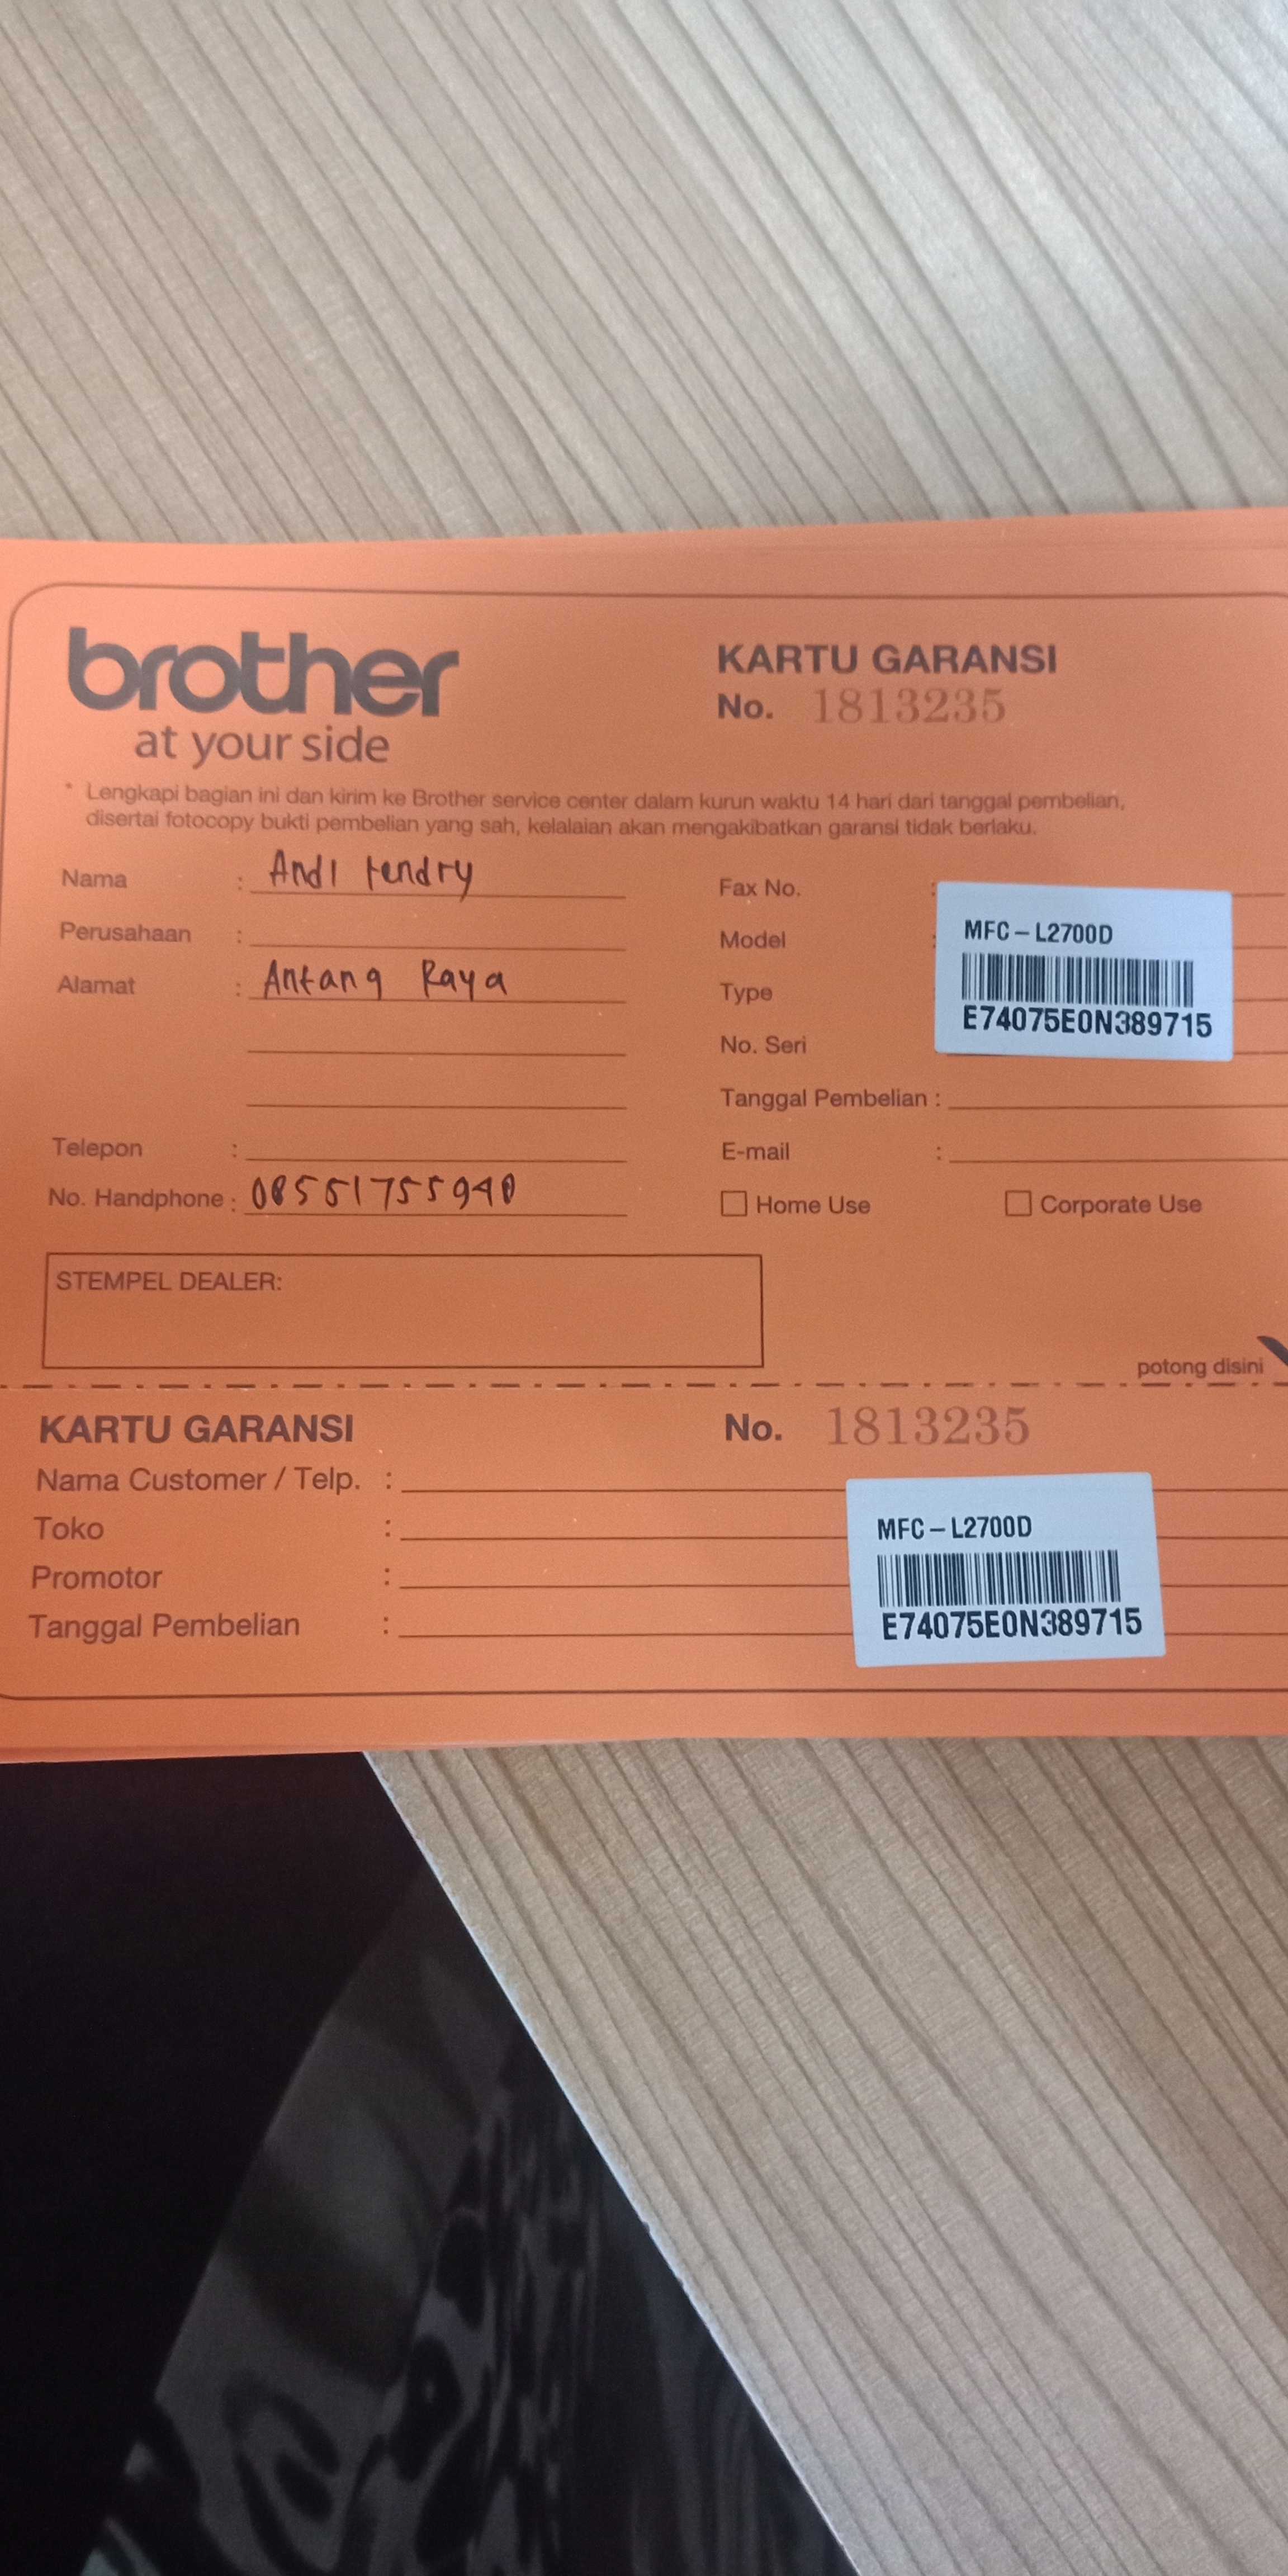 brother
at your side
KARTU GARANSI
No. 1813235
* Lengkapi bagian ini dan kirim ke Brother service center dalam kurun waktu 14 hari dari tanggal pembelian,
disertai fotocopy bukti pembelian yang sah, kelalaian akan mengakibatkan garansi tidak berlaku.
Nama : Andi tendry
Perusahaan :
Alamat : Antang Raya
Telepon :
No. Handphone : 08551755940
Fax No. :
Model :
Type
No. Seri
MFC-L2700D
E74075E0N389715
Tanggal Pembelian :
E-mail :
Home Use
Corporate Use
STEMPEL DEALER:
potong disini
KARTU GARANSI
No. 1813235
Nama Customer / Telp. :
Toko :
Promotor :
Tanggal Pembelian :
MFC-L2700D
E74075E0N389715